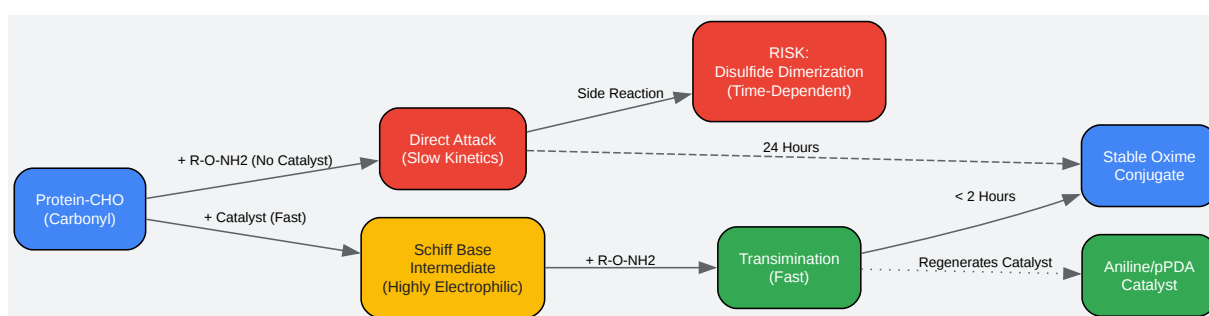 RISK:
Disulfide Dimerization
(Time-Dependent)
Side Reaction
Direct Attack
(Slow Kinetics)
24 Hours
Stable Oxime
Conjugate
+ R-O-NH2 (No Catalyst)
Protein-CHO
(Carbonyl)
+ Catalyst (Fast)
< 2 Hours
Schiff Base
Intermediate
(Highly Electrophilic)
+ R-O-NH2
Transimination
(Fast)
Regenerates Catalyst
Aniline/pPDA
Catalyst